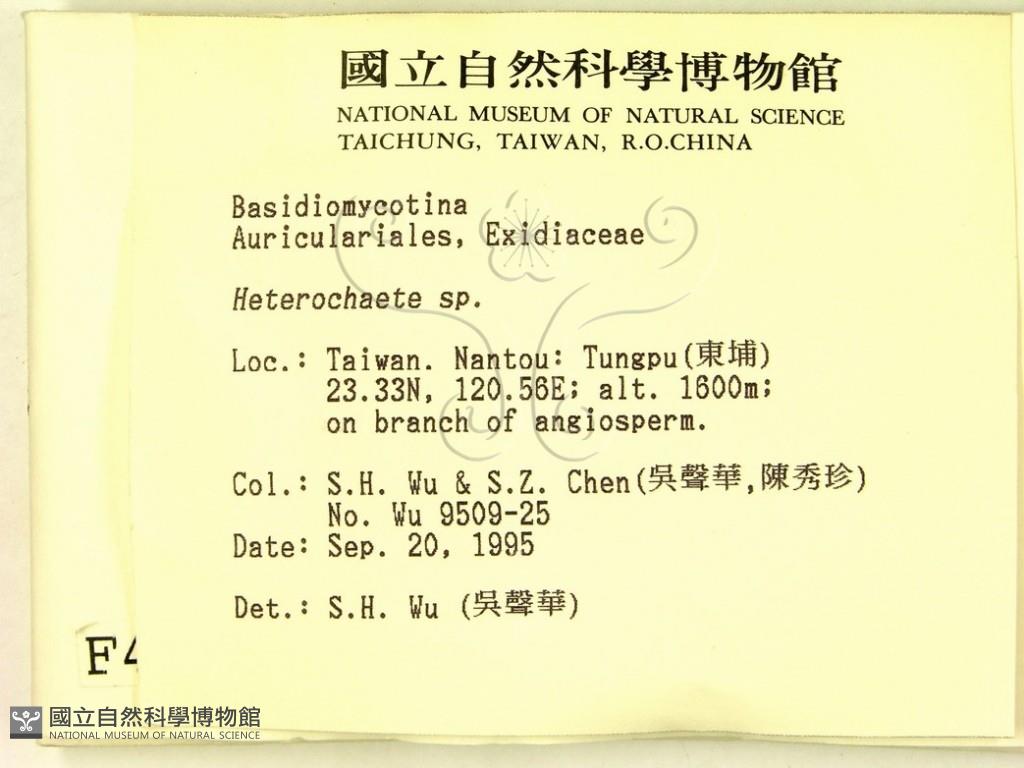 國立自然科學博物館
NATIONAL MUSEUM OF NATURAL SCIENCE
TAICHUNG, TAIWAN, R.O.CHINA
Basidiomycotina
Auriculariales, Exidiaceae
Heterochaete sp.
Loc.: Taiwan. Nantou: Tungpu(東埔)
23.33N, 120.56E; alt. 1600m;
on branch of angiosperm.
Col.: S.H. Wu & S.Z. Chen(吳聲華,陳秀珍)
No. Wu 9509-25
Date: Sep. 20, 1995
Det.: S.H. Wu (吳聲華)
F4
國立自然科學博物館
NATIONAL MUSEUM OF NATURAL SCIENCE